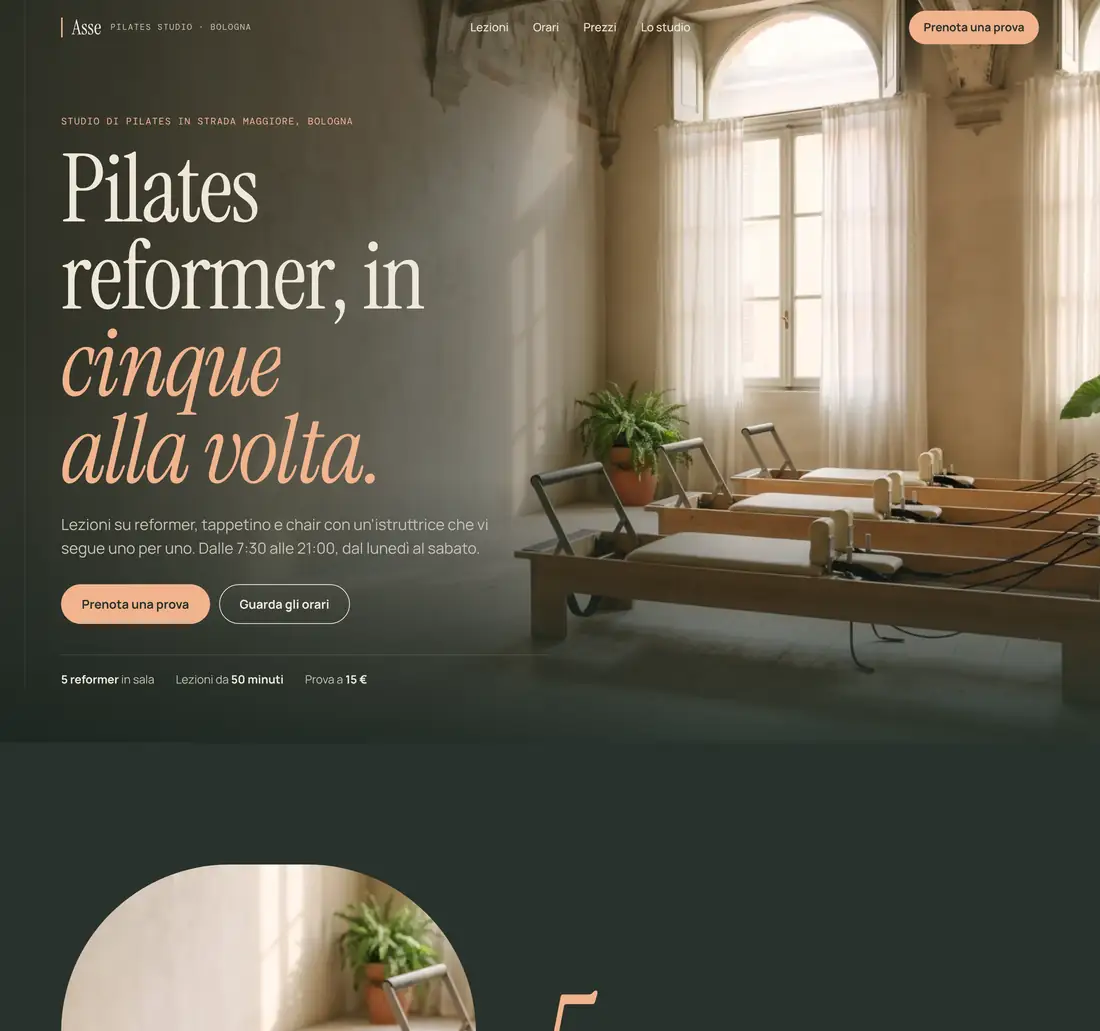 Asse PILATES STUDIO · BOLOGNA
Lezioni Orari Prezzi Lo studio
Prenota una prova
STUDIO DI PILATES IN STRADA MAGGIORE, BOLOGNA
Pilates
reformer, in
cinque
alla volta.
Lezioni su reformer, tappetino e chair con un'istruttrice che vi
segue uno per uno. Dalle 7:30 alle 21:00, dal lunedì al sabato.
Prenota una prova Guarda gli orari
5 reformer in sala Lezioni da 50 minuti Prova a 15 €